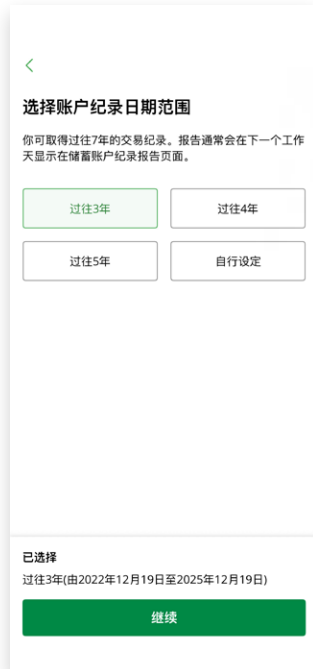 选择账户纪录日期范围
你可取得过往7年的交易纪录。报告通常会在下一个工作
天显示在储蓄账户纪录报告页面。
过往3年
过往4年
过往5年
自行设定
已选择
过往3年(由2022年12月19日至2025年12月19日)
继续